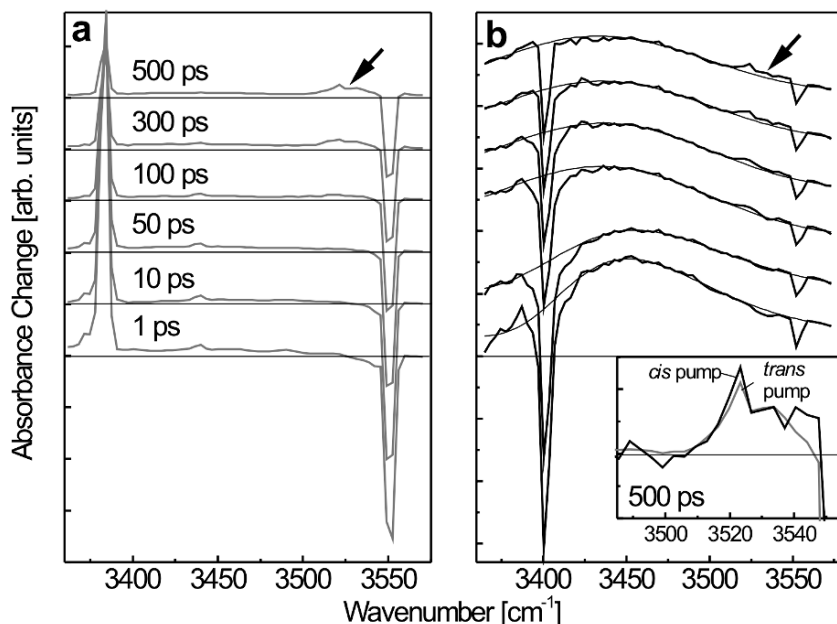 a
500 ps
300 ps
100 ps
50 ps
10 ps
1 ps
b
cis pump
trans pump
500 ps
3500 3520 3540
3400 3450 3500 3550
3400 3450 3500 3550
Wavenumber [cm⁻¹]
Absorbance Change [arb. units]